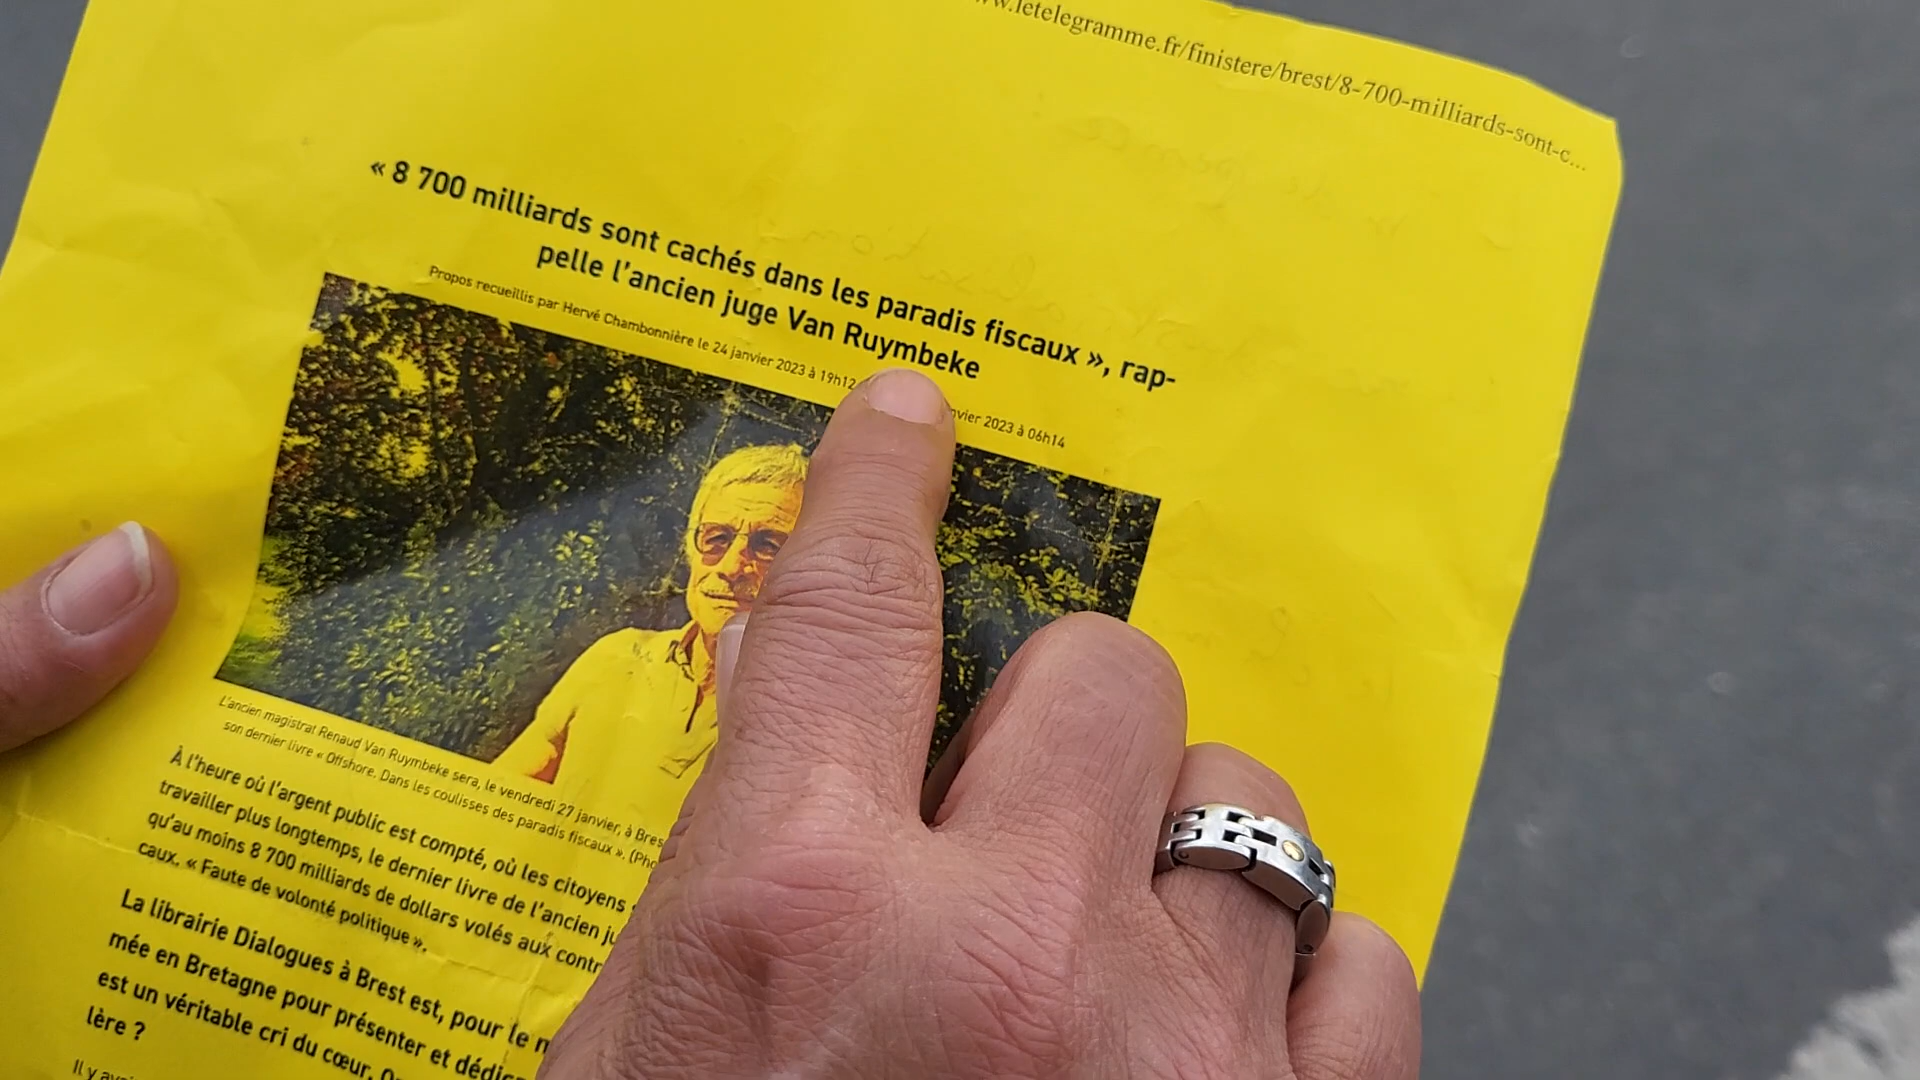 ww.letelegramme.fr/finistere/brest/8-700-milliards-sont-c...
« 8 700 milliards sont cachés dans les paradis fiscaux », rap-
pelle l'ancien juge Van Ruymbeke
Propos recueillis par Hervé Chambonnière le 24 janvier 2023 à 19h12 nvier 2023 à 06h14
L'ancien magistrat Renaud Van Ruymbeke sera, le vendredi 27 janvier, à Bres
son dernier livre « Offshore. Dans les coulisses des paradis fiscaux ». (Pho
À l'heure où l'argent public est compté, où les citoyens
travailler plus longtemps, le dernier livre de l'ancien ju
qu'au moins 8 700 milliards de dollars volés aux contr
caux. « Faute de volonté politique ».
La librairie Dialogues à Brest est, pour le
mée en Bretagne pour présenter et dédic
est un véritable cri du cœur.
lère ?
Il y